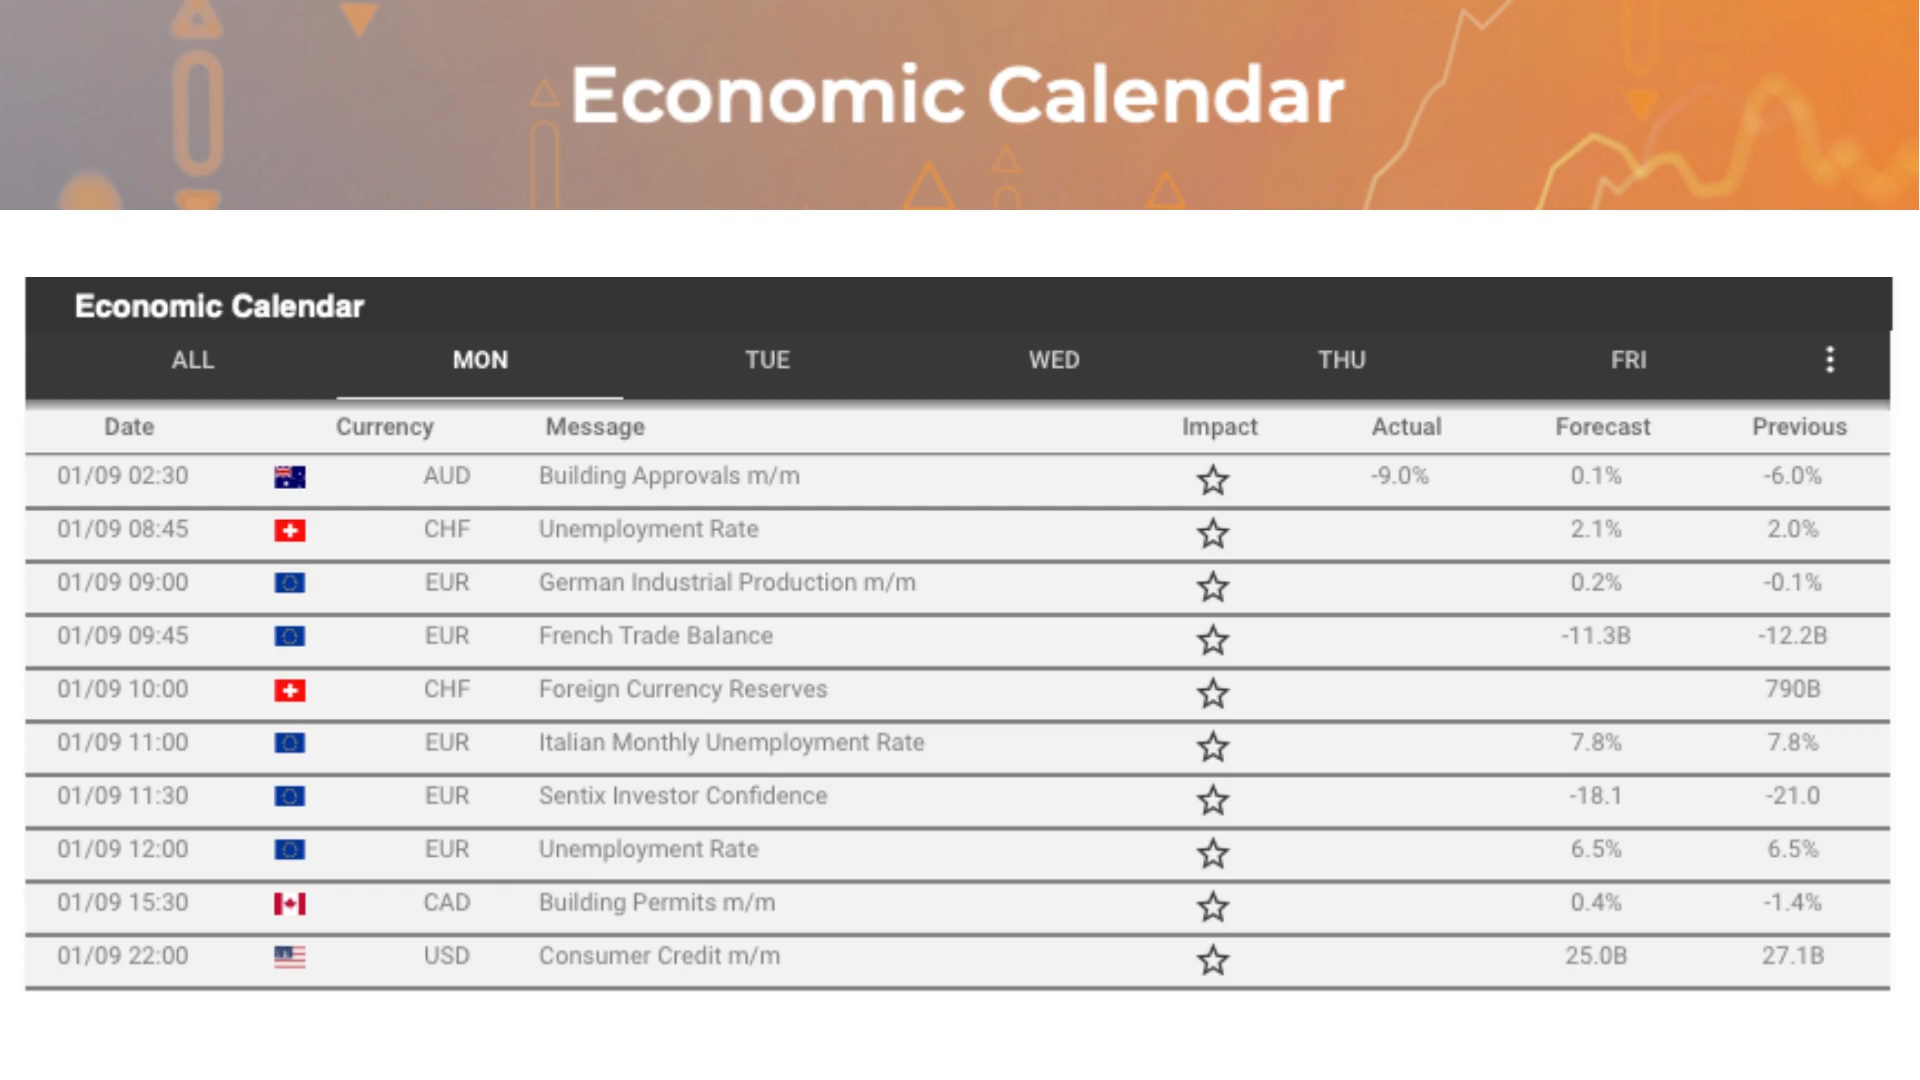 Economic Calendar
Economic Calendar
ALL MON TUE WED THU FRI
Date Currency Message Impact Actual Forecast Previous
01/09 02:30 AUD Building Approvals m/m -9.0% 0.1% -6.0%
01/09 08:45 CHF Unemployment Rate 2.1% 2.0%
01/09 09:00 EUR German Industrial Production m/m 0.2% -0.1%
01/09 09:45 EUR French Trade Balance -11.3B -12.2B
01/09 10:00 CHF Foreign Currency Reserves 790B
01/09 11:00 EUR Italian Monthly Unemployment Rate 7.8% 7.8%
01/09 11:30 EUR Sentix Investor Confidence -18.1 -21.0
01/09 12:00 EUR Unemployment Rate 6.5% 6.5%
01/09 15:30 CAD Building Permits m/m 0.4% -1.4%
01/09 22:00 USD Consumer Credit m/m 25.0B 27.1B